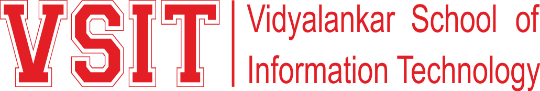 VSIT
Vidyalankar School of
Information Technology